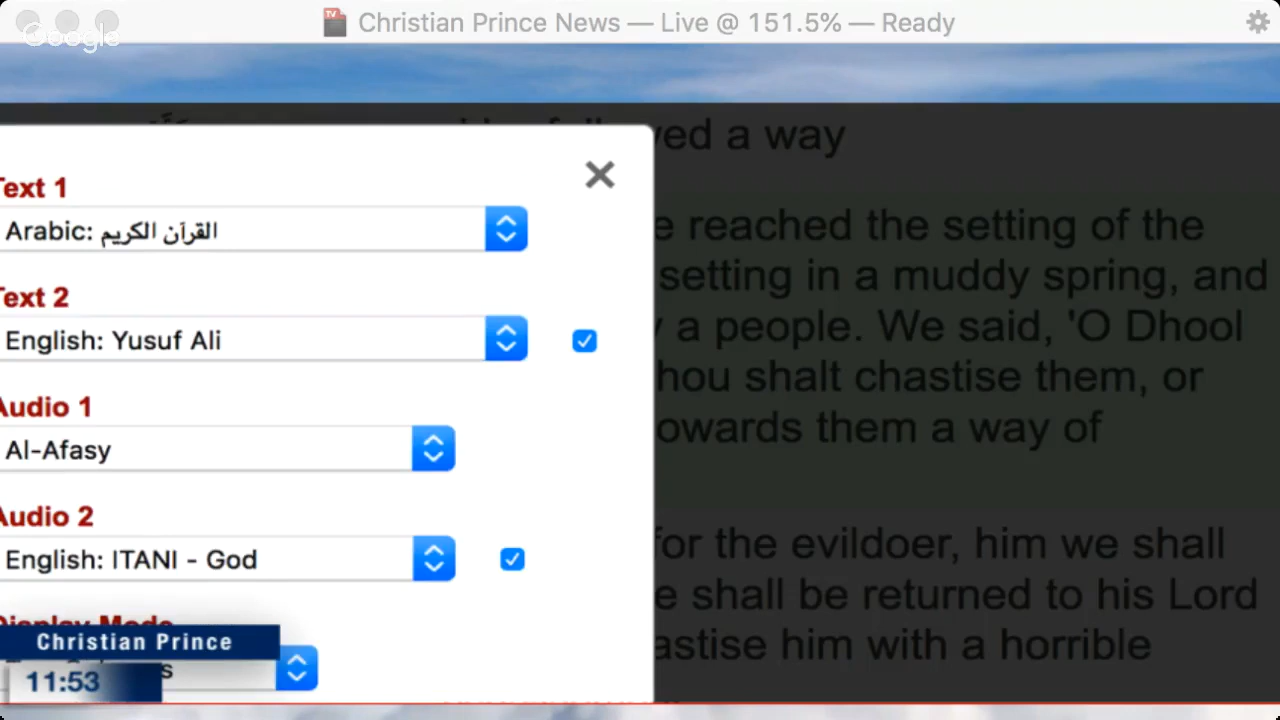 Google
Christian Prince News — Live @ 151.5% — Ready
ed a way
Text 1
Arabic: القرآن الكريم
reached the setting of the
setting in a muddy spring, and
Text 2
English: Yusuf Ali
a people. We said, 'O Dhool
hou shalt chastise them, or
Audio 1
Al-Afasy
owards them a way of
Audio 2
English: ITANI - God
for the evildoer, him we shall
shall be returned to his Lord
Display Mode
Christian Prince
astise him with a horrible
11:53